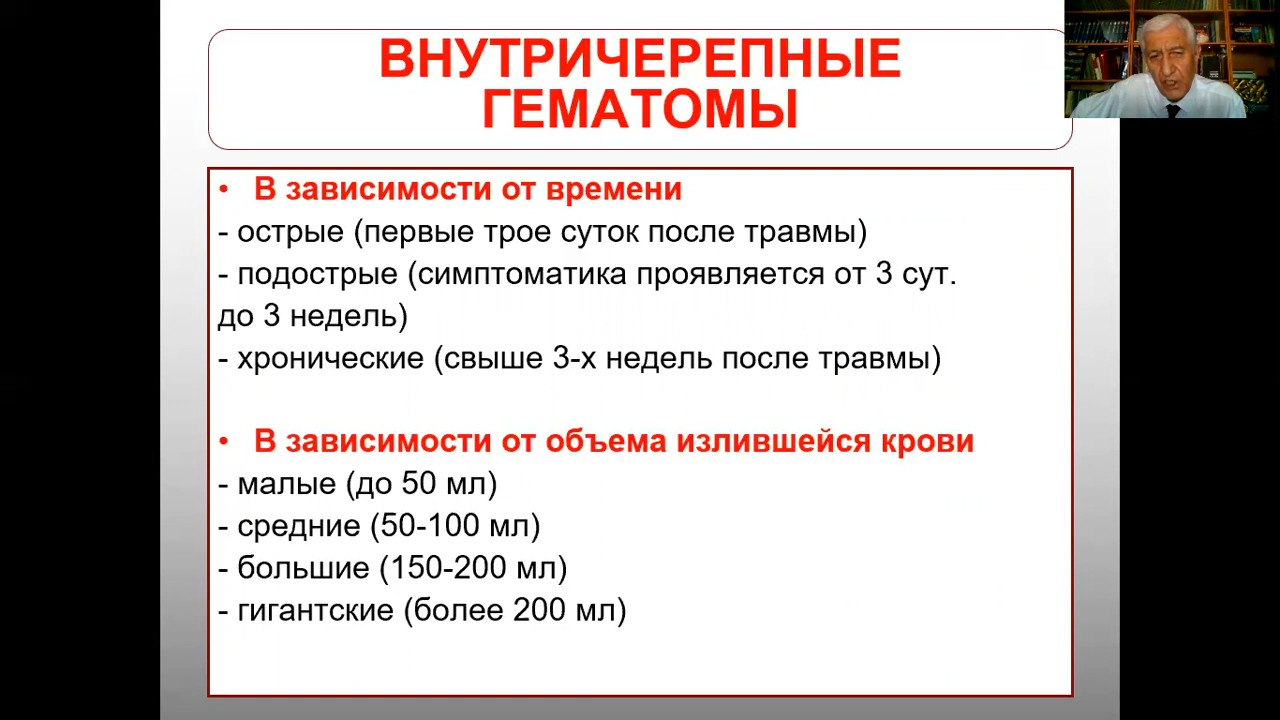 ВНУТРИЧЕРЕПНЫЕ
ГЕМАТОМЫ
• В зависимости от времени
- острые (первые трое суток после травмы)
- подострые (симптоматика проявляется от 3 сут.
до 3 недель)
- хронические (свыше 3-х недель после травмы)
• В зависимости от объема излившейся крови
- малые (до 50 мл)
- средние (50-100 мл)
- большие (150-200 мл)
- гигантские (более 200 мл)